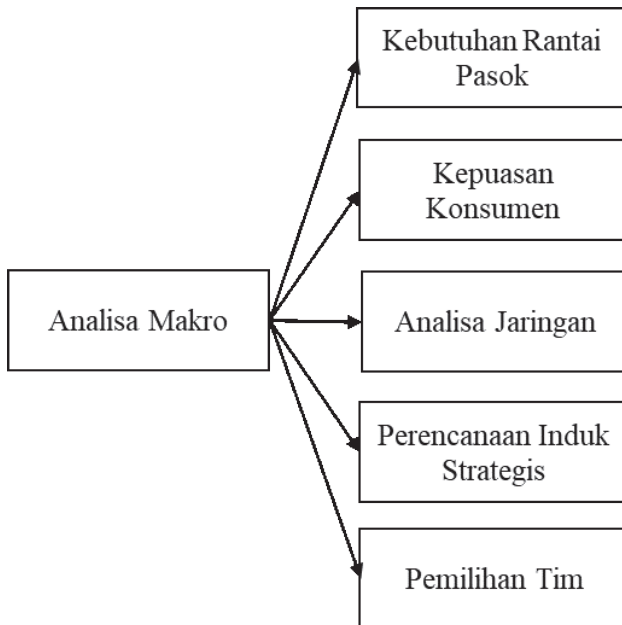 Kebutuhan Rantai
Pasok
Kepuasan
Konsumen
Analisa Makro
Analisa Jaringan
Perencanaan Induk
Strategis
Pemilihan Tim